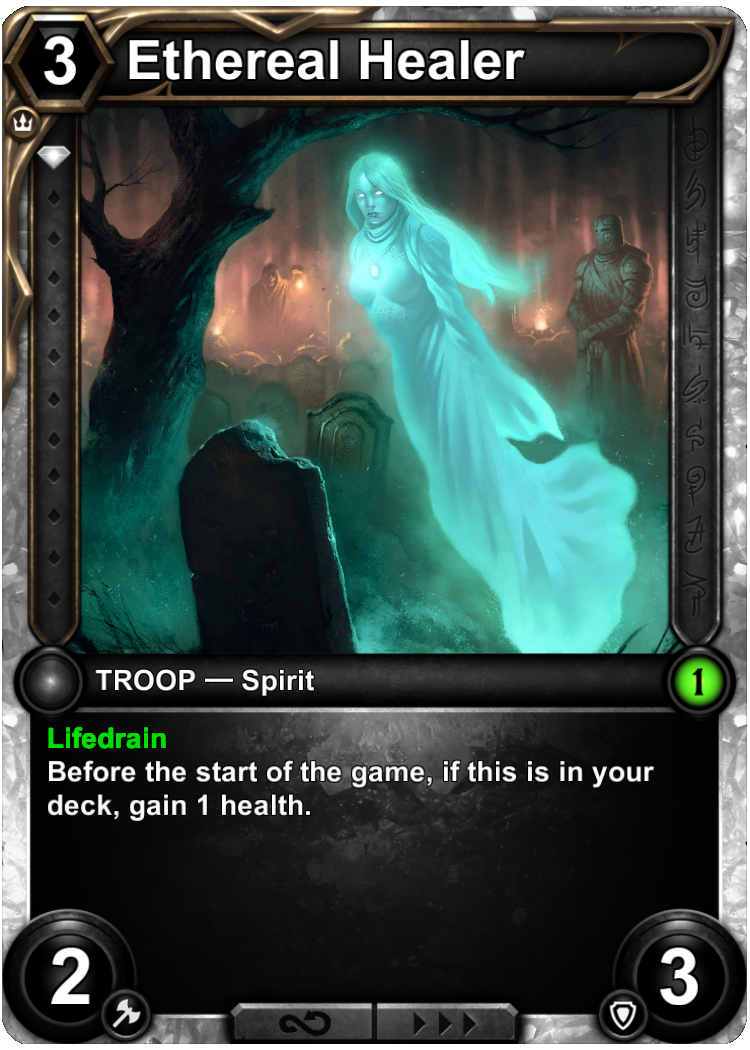 3 Ethereal Healer
TROOP — Spirit 1
Lifedrain
Before the start of the game, if this is in your
deck, gain 1 health.
2 3